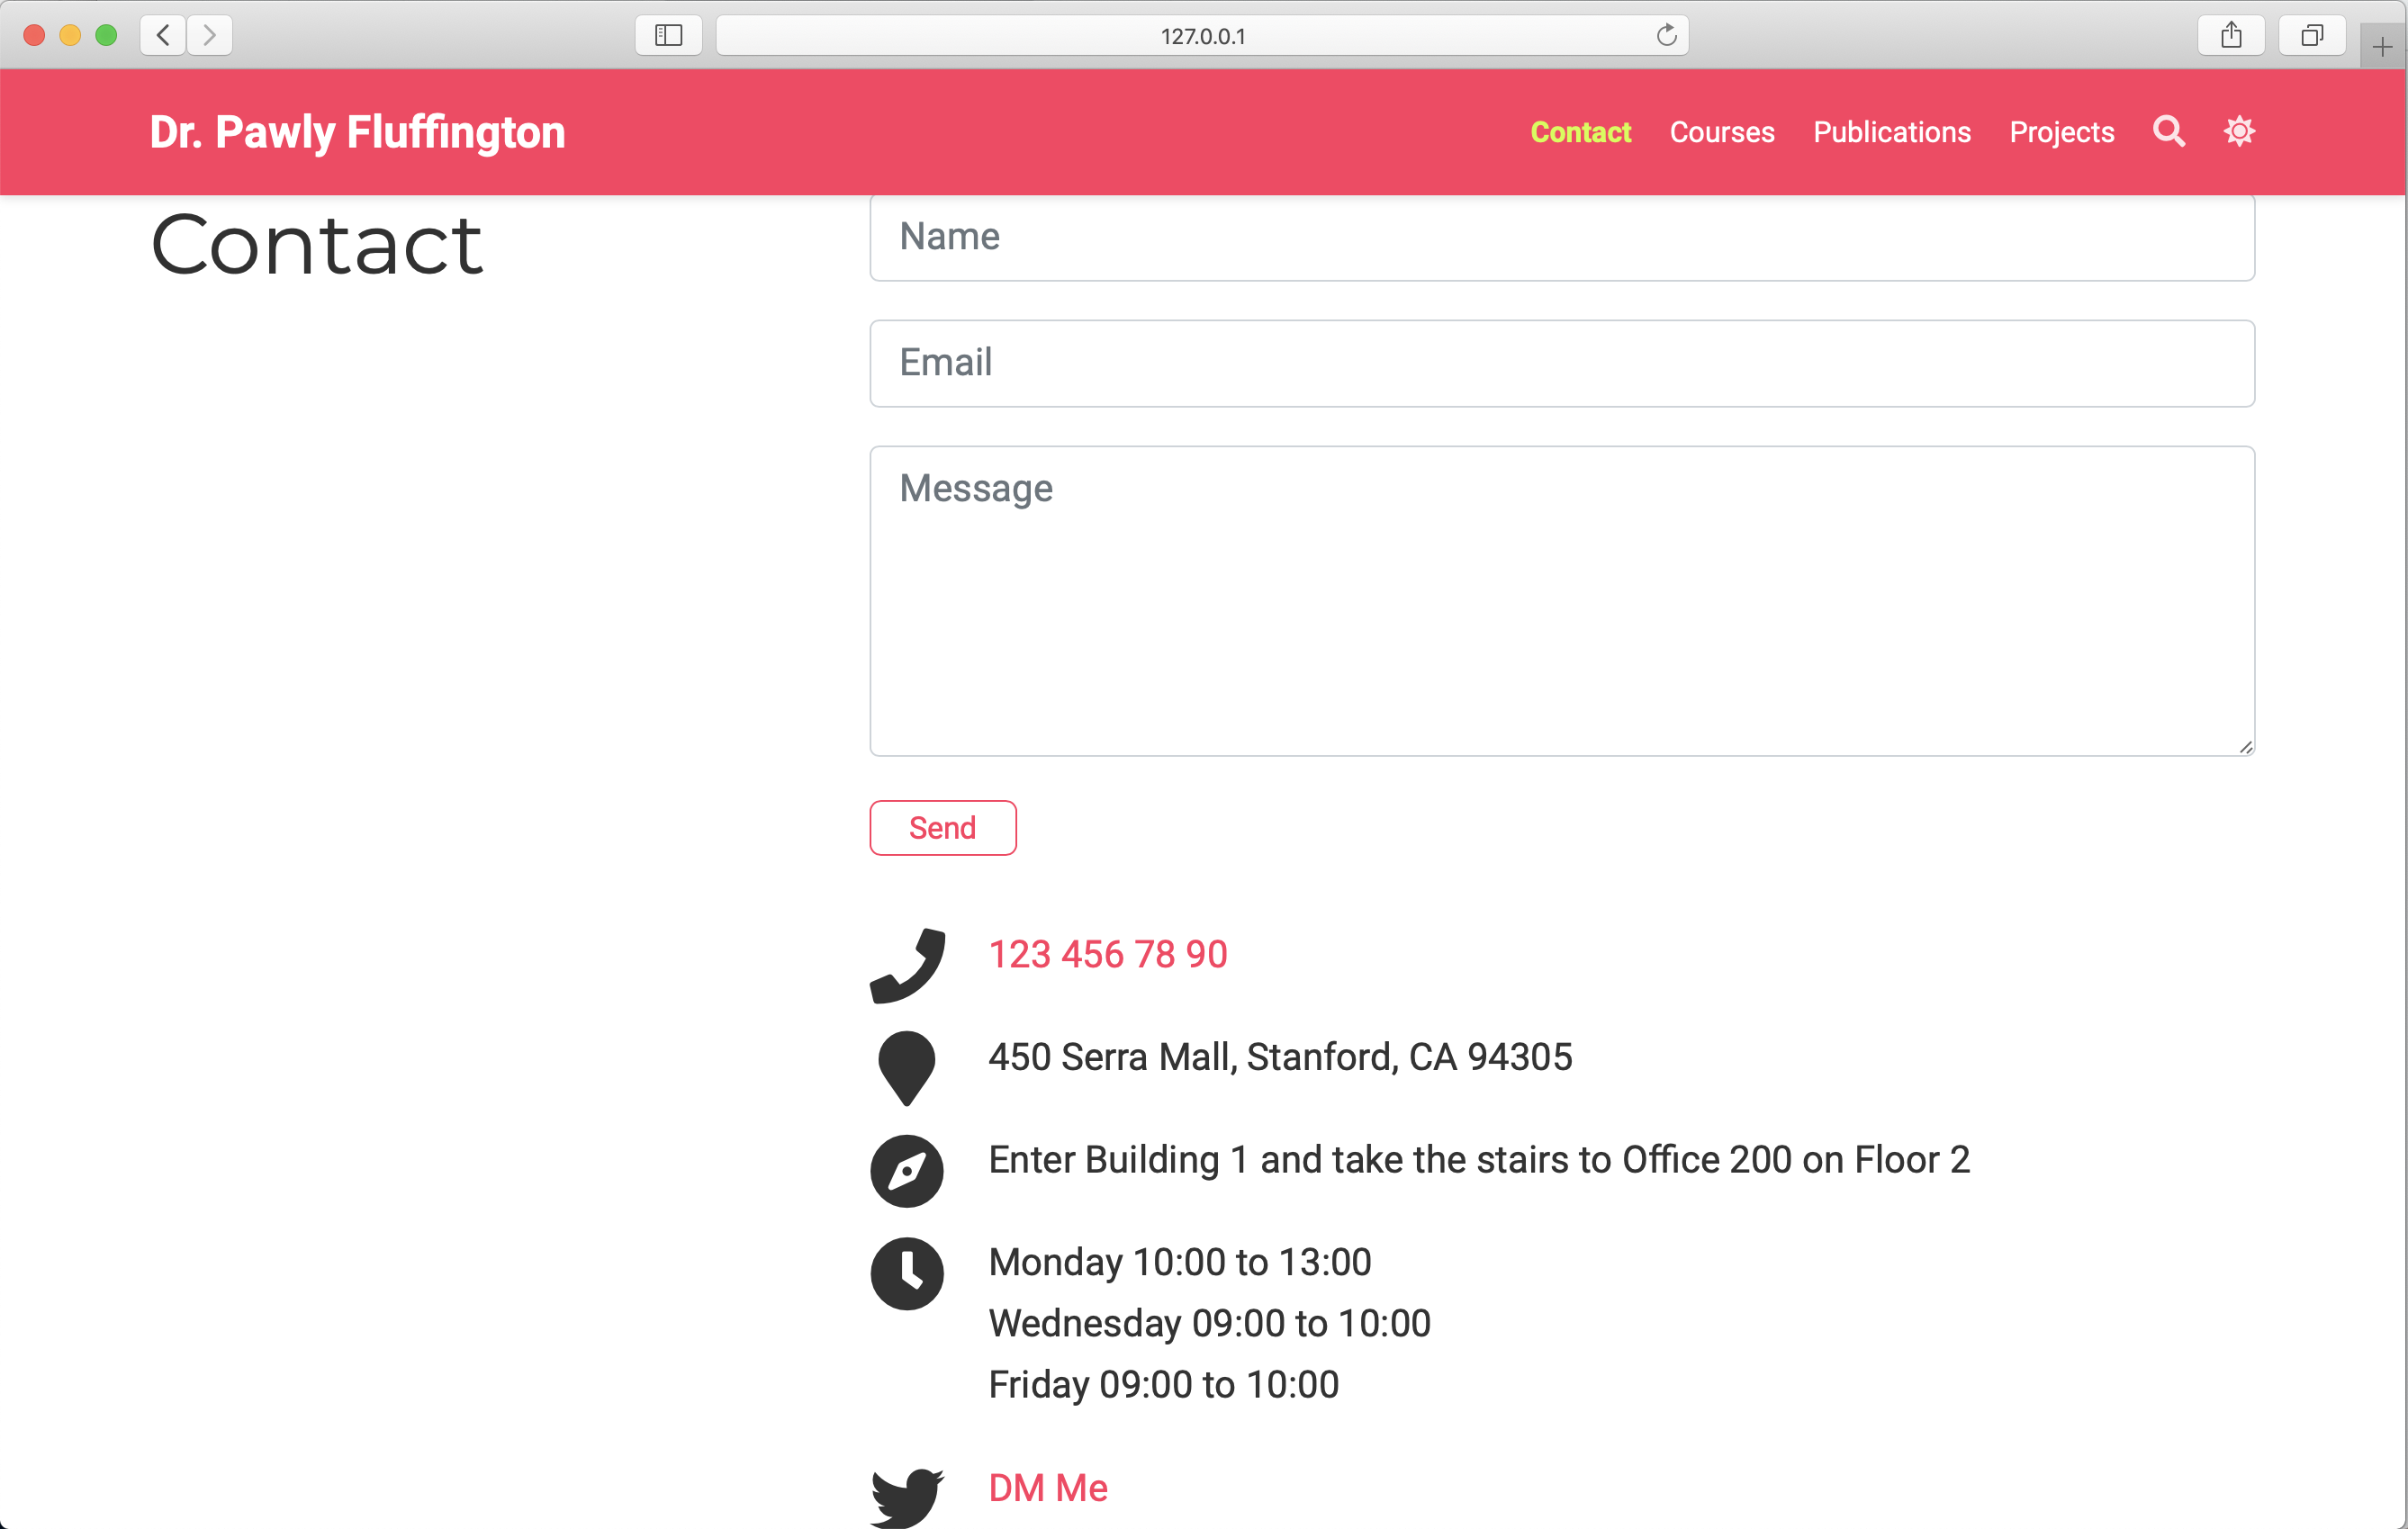 127.0.0.1
Dr. Pawly Fluffington
Contact Courses Publications Projects
Contact
Name
Email
Message
Send
123 456 78 90
450 Serra Mall, Stanford, CA 94305
Enter Building 1 and take the stairs to Office 200 on Floor 2
Monday 10:00 to 13:00
Wednesday 09:00 to 10:00
Friday 09:00 to 10:00
DM Me